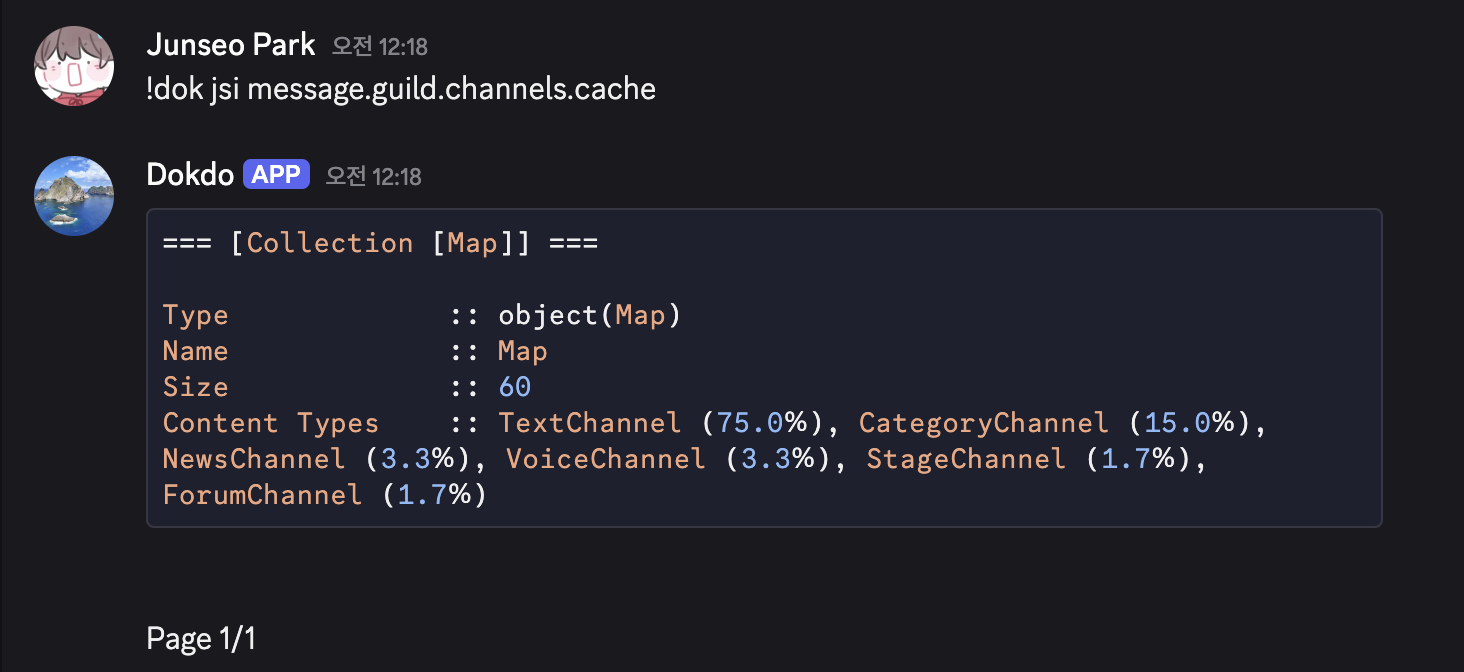 Junseo Park 오전 12:18
!dok jsi message.guild.channels.cache
Dokdo APP 오전 12:18
=== [Collection [Map]] ===
Type :: object(Map)
Name :: Map
Size :: 60
Content Types :: TextChannel (75.0%), CategoryChannel (15.0%),
NewsChannel (3.3%), VoiceChannel (3.3%), StageChannel (1.7%),
ForumChannel (1.7%)
Page 1/1